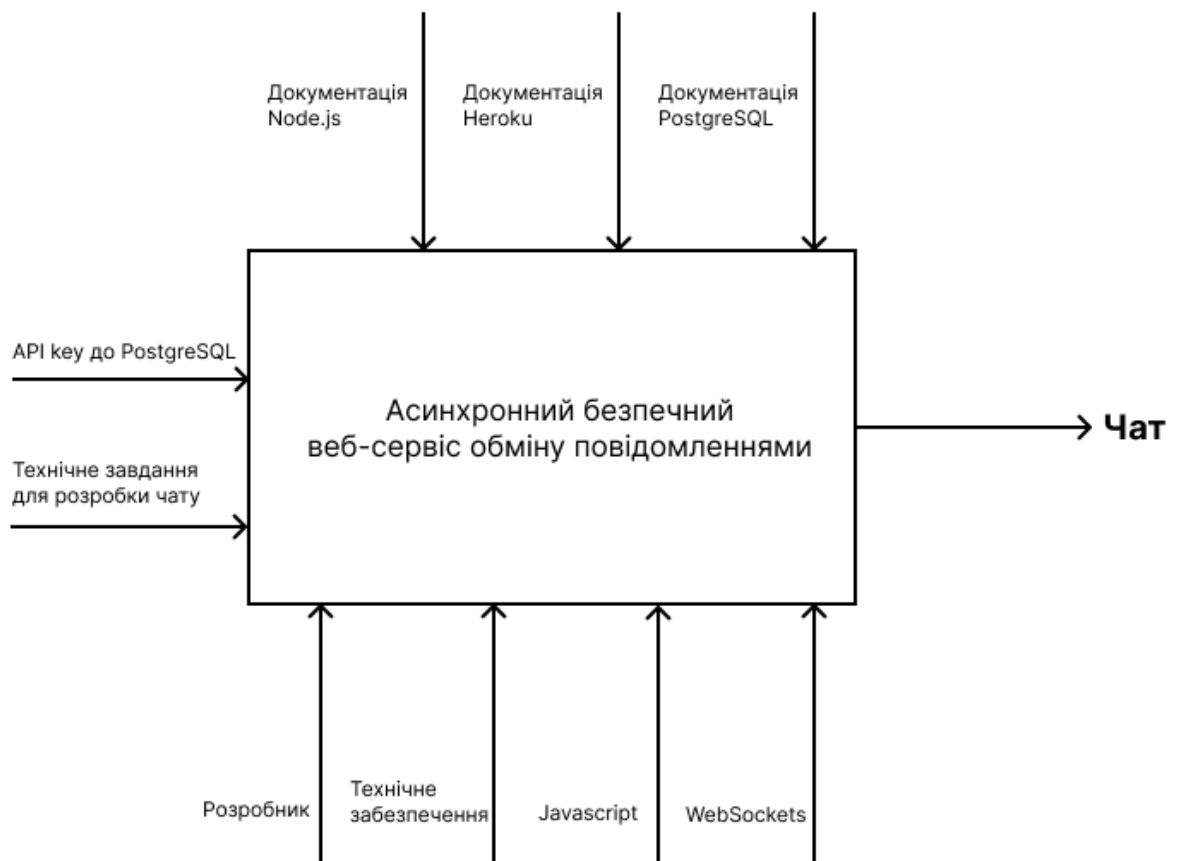 Документація
Node.js
Документація
Heroku
Документація
PostgreSQL
API key до PostgreSQL
Технічне завдання
для розробки чату
Асинхронний безпечний
веб-сервіс обміну повідомленнями
Чат
Розробник
Технічне
забезпечення
Javascript
WebSockets